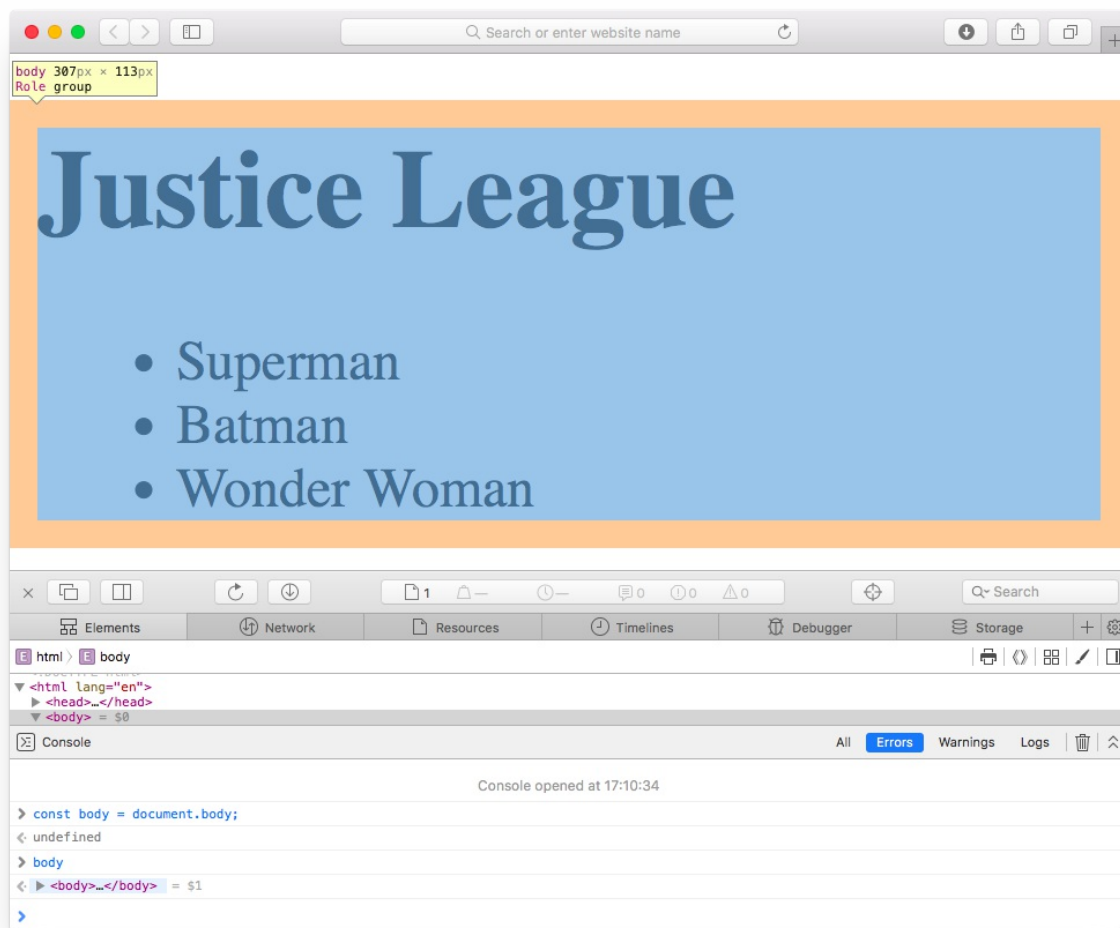 Search or enter website name
body 307px × 113px
Role group
Justice League
• Superman
• Batman
• Wonder Woman
1 — — 0 0 0 Search
Elements Network Resources Timelines Debugger Storage
E html E body
<!DOCTYPE html>
<html lang="en">
<head>…</head>
<body> = $0
Console All Errors Warnings Logs
Console opened at 17:10:34
const body = document.body;
undefined
body
<body>…</body> = $1